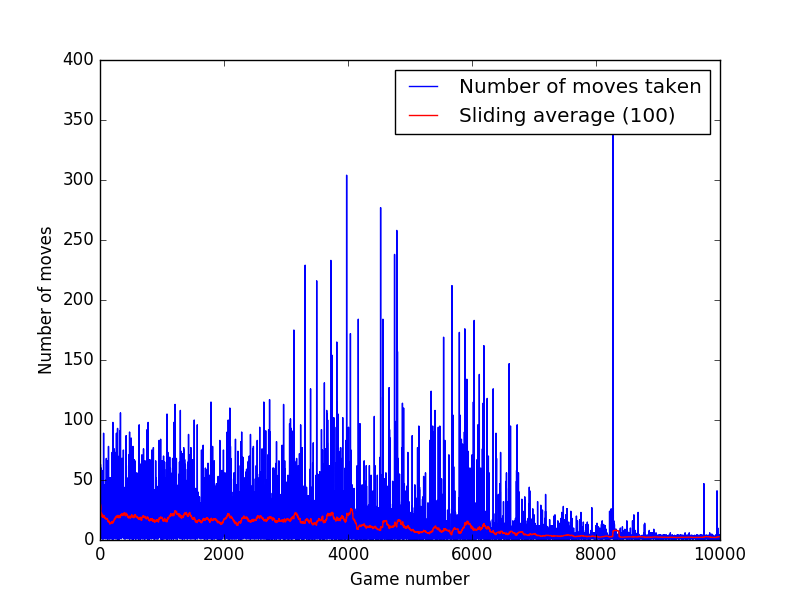 400
350
300
250
200
150
100
50
0
Number of moves
Number of moves taken
Sliding average (100)
0 2000 4000 6000 8000 10000
Game number